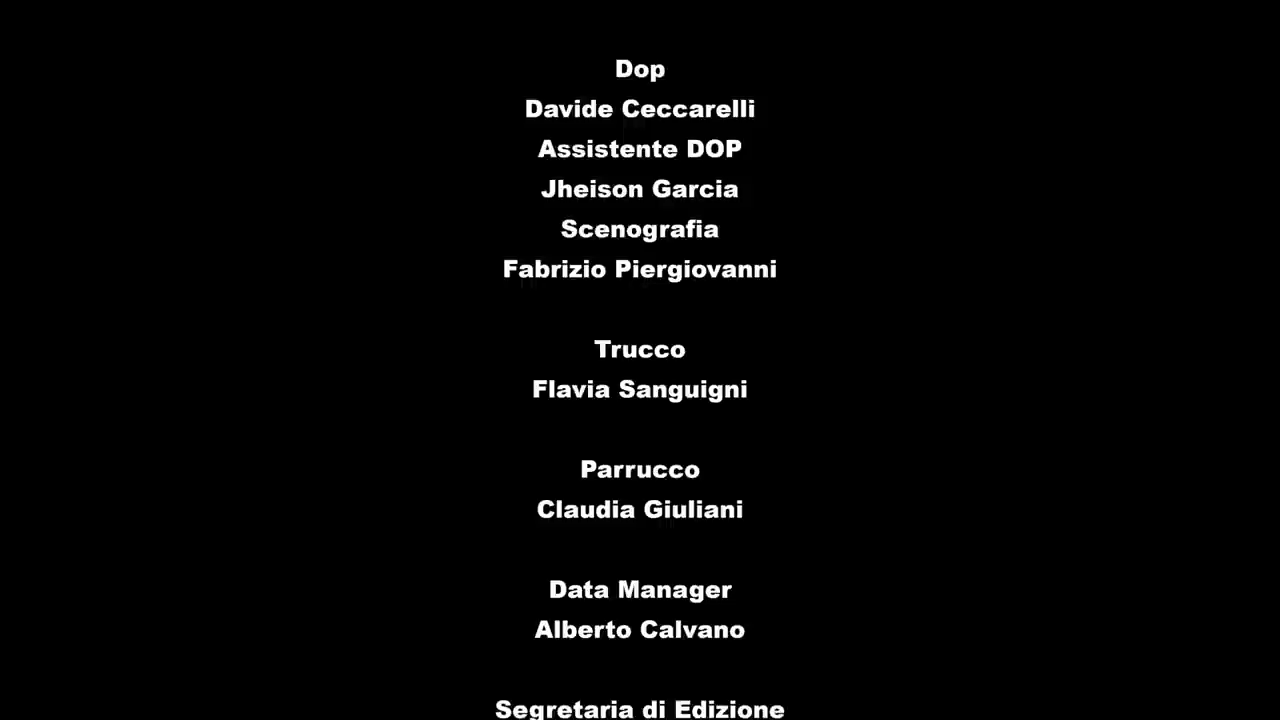 Dop
Davide Ceccarelli
Assistente DOP
Jheison Garcia
Scenografia
Fabrizio Piergiovanni
Trucco
Flavia Sanguigni
Parrucco
Claudia Giuliani
Data Manager
Alberto Calvano
Segretaria di Edizione